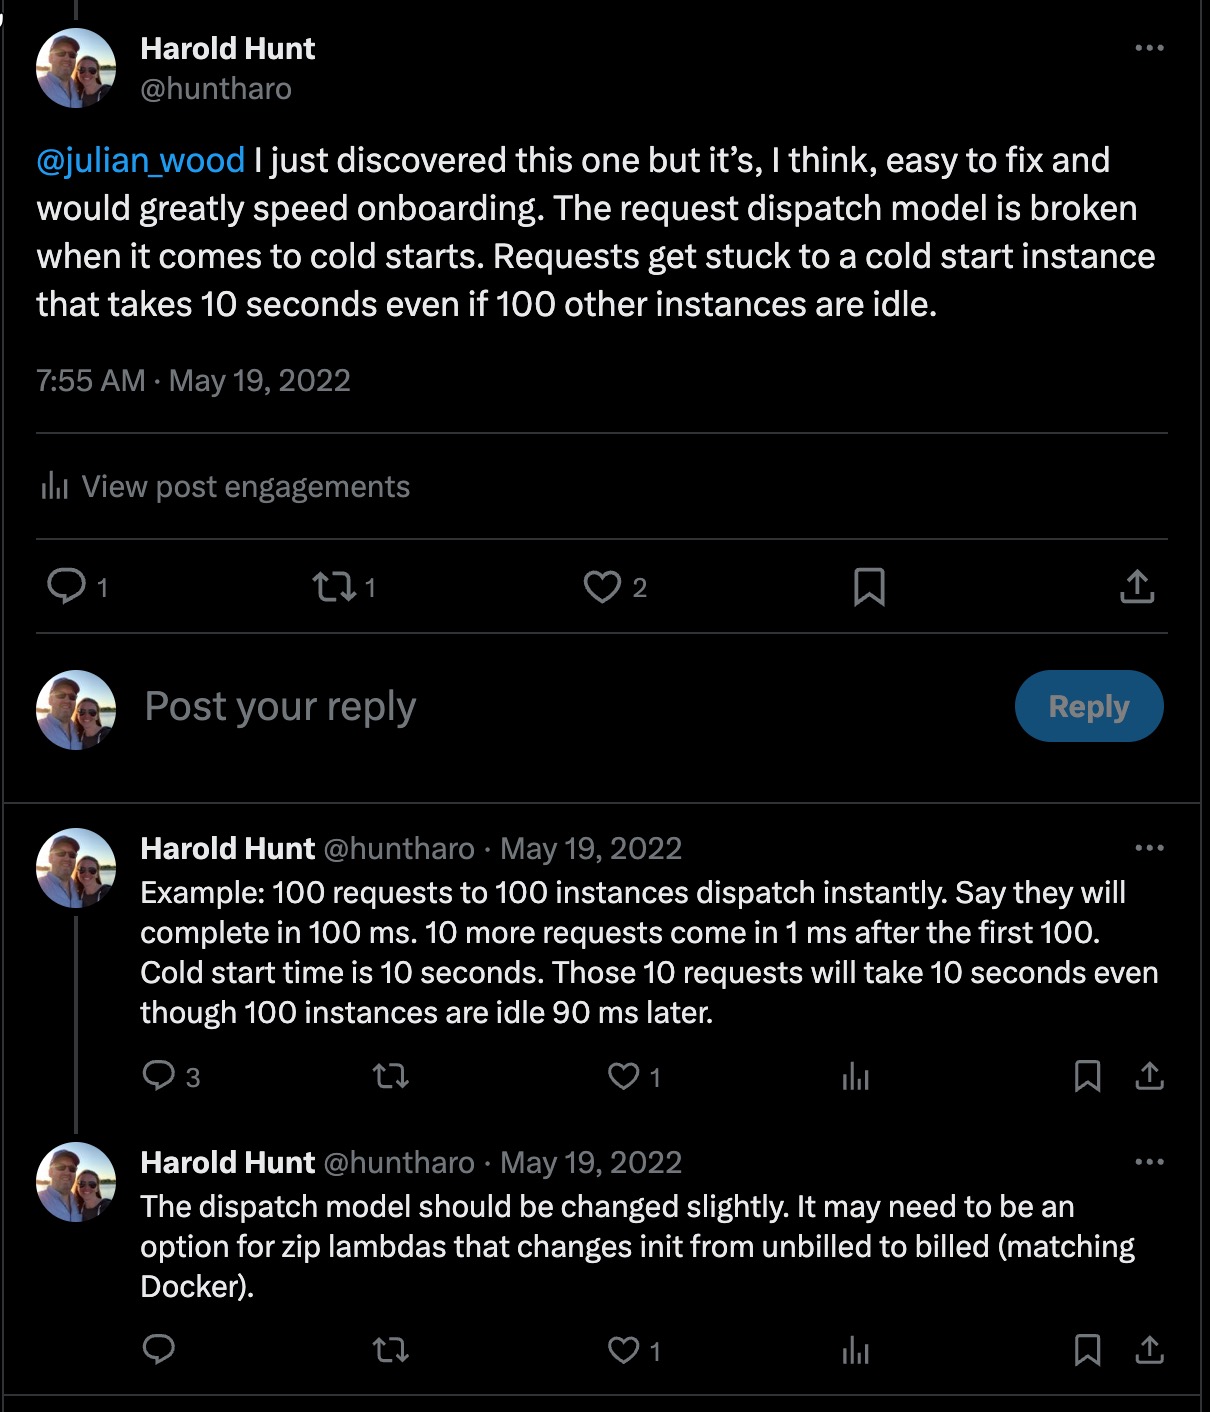 Harold Hunt
@huntharo
@julian_wood I just discovered this one but it’s, I think, easy to fix and
would greatly speed onboarding. The request dispatch model is broken
when it comes to cold starts. Requests get stuck to a cold start instance
that takes 10 seconds even if 100 other instances are idle.
7:55 AM · May 19, 2022
View post engagements
1 1 2
Post your reply
Reply
Harold Hunt @huntharo · May 19, 2022
Example: 100 requests to 100 instances dispatch instantly. Say they will
complete in 100 ms. 10 more requests come in 1 ms after the first 100.
Cold start time is 10 seconds. Those 10 requests will take 10 seconds even
though 100 instances are idle 90 ms later.
3 1
Harold Hunt @huntharo · May 19, 2022
The dispatch model should be changed slightly. It may need to be an
option for zip lambdas that changes init from unbilled to billed (matching
Docker).
1